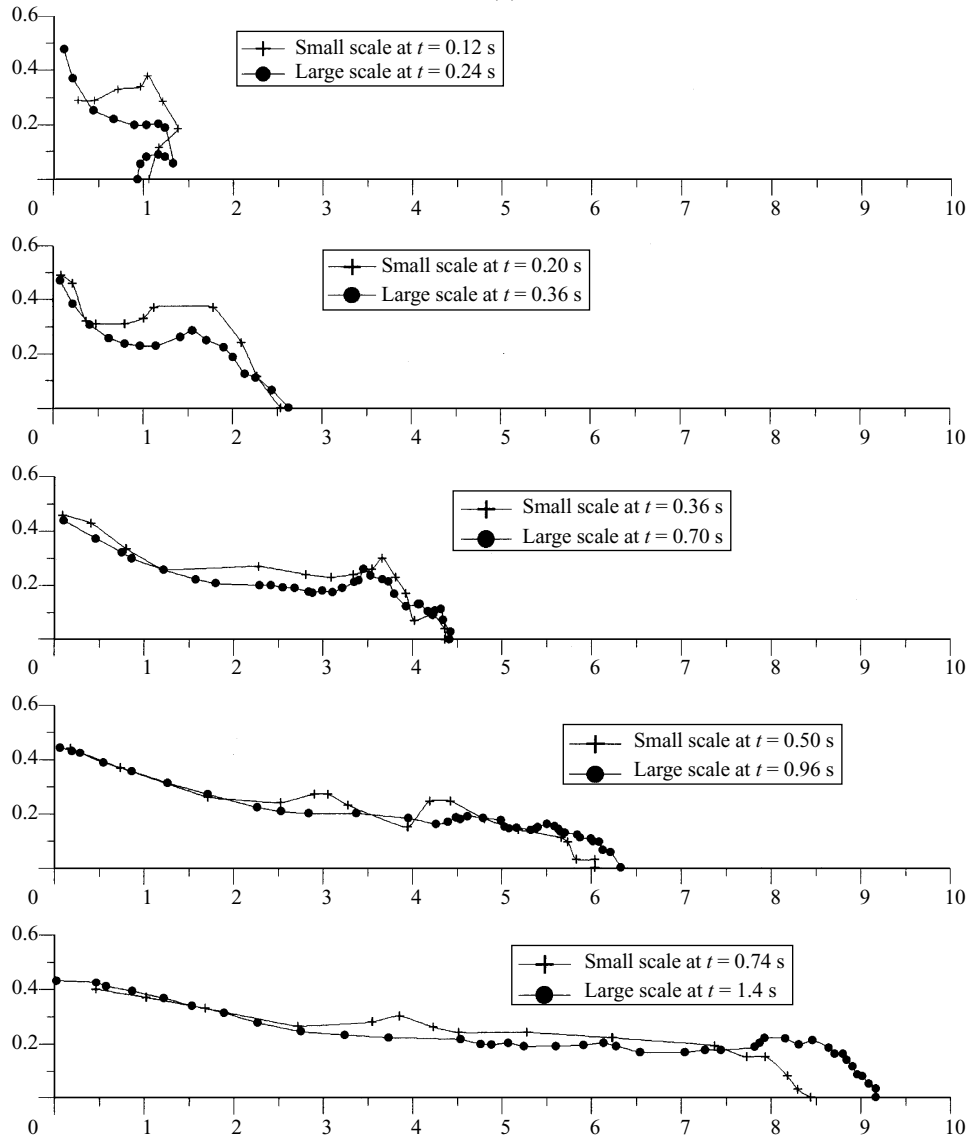 0.6
Small scale at t = 0.12 s
Large scale at t = 0.24 s
0.4
0.2
0 1 2 3 4 5 6 7 8 9 10
0.6
Small scale at t = 0.20 s
Large scale at t = 0.36 s
0.4
0.2
0 1 2 3 4 5 6 7 8 9 10
0.6
Small scale at t = 0.36 s
Large scale at t = 0.70 s
0.4
0.2
0 1 2 3 4 5 6 7 8 9 10
0.6
Small scale at t = 0.50 s
Large scale at t = 0.96 s
0.4
0.2
0 1 2 3 4 5 6 7 8 9 10
0.6
Small scale at t = 0.74 s
Large scale at t = 1.4 s
0.4
0.2
0 1 2 3 4 5 6 7 8 9 10